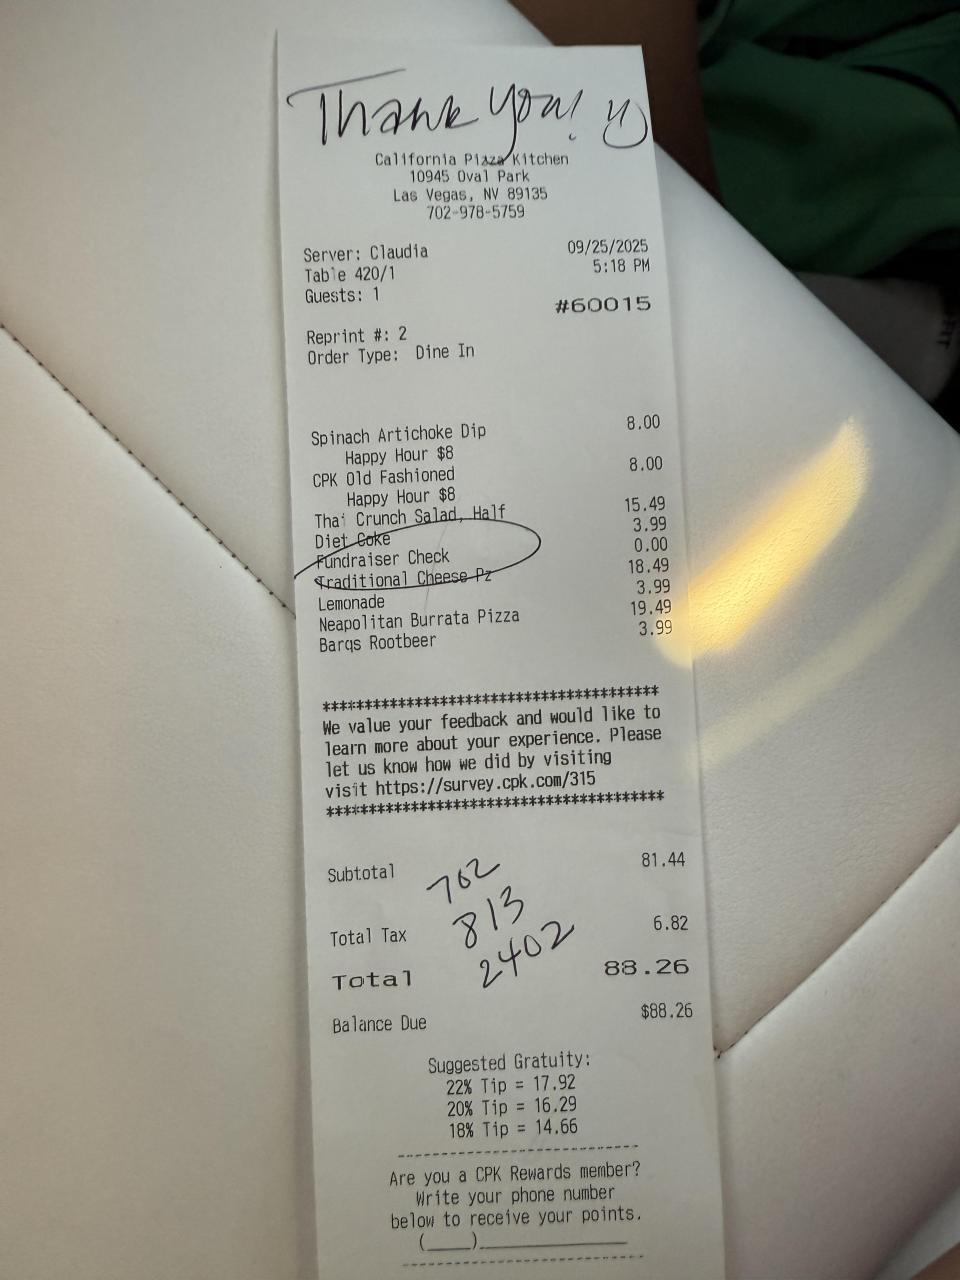 Thank you!
California Pizza Kitchen
10945 Oval Park
Las Vegas, NV 89135
702-978-5759
Server: Claudia 09/25/2025
Table 420/1 5:18 PM
Guests: 1
#60015
Reprint #: 2
Order Type: Dine In
Spinach Artichoke Dip 8.00
Happy Hour $8
CPK Old Fashioned 8.00
Happy Hour $8
Thai Crunch Salad, Half 15.49
Diet Coke 3.99
Fundraiser Check 0.00
Traditional Cheese Pz 18.49
Lemonade 3.99
Neapolitan Burrata Pizza 19.49
Barqs Rootbeer 3.99
****************************************
We value your feedback and would like to
learn more about your experience. Please
let us know how we did by visiting
visit https://survey.cpk.com/315
****************************************
Subtotal 81.44
702
813
2402
Total Tax 6.82
Total 88.26
Balance Due $88.26
Suggested Gratuity:
22% Tip = 17.92
20% Tip = 16.29
18% Tip = 14.66
Are you a CPK Rewards member?
Write your phone number
below to receive your points.
(____)________________